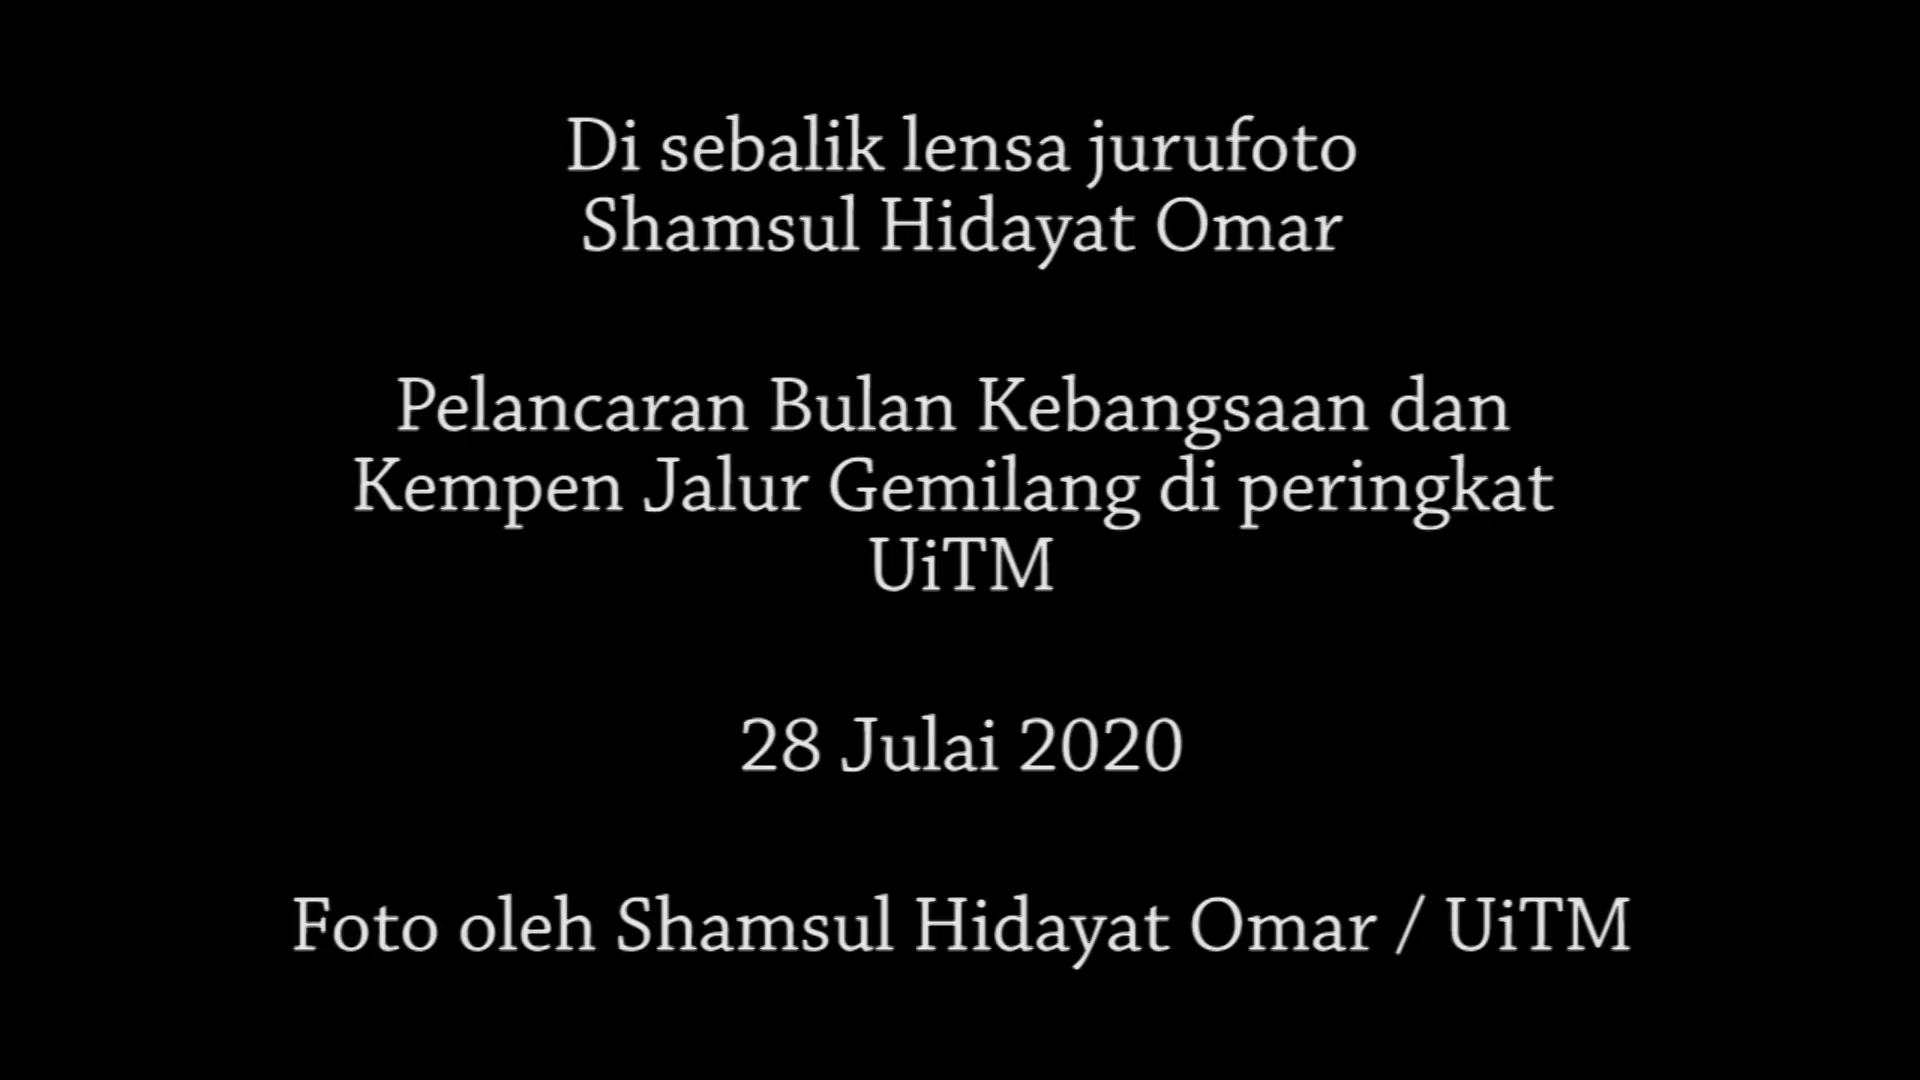 Di sebalik lensa jurufoto
Shamsul Hidayat Omar
Pelancaran Bulan Kebangsaan dan
Kempen Jalur Gemilang di peringkat
UiTM
28 Julai 2020
Foto oleh Shamsul Hidayat Omar / UiTM